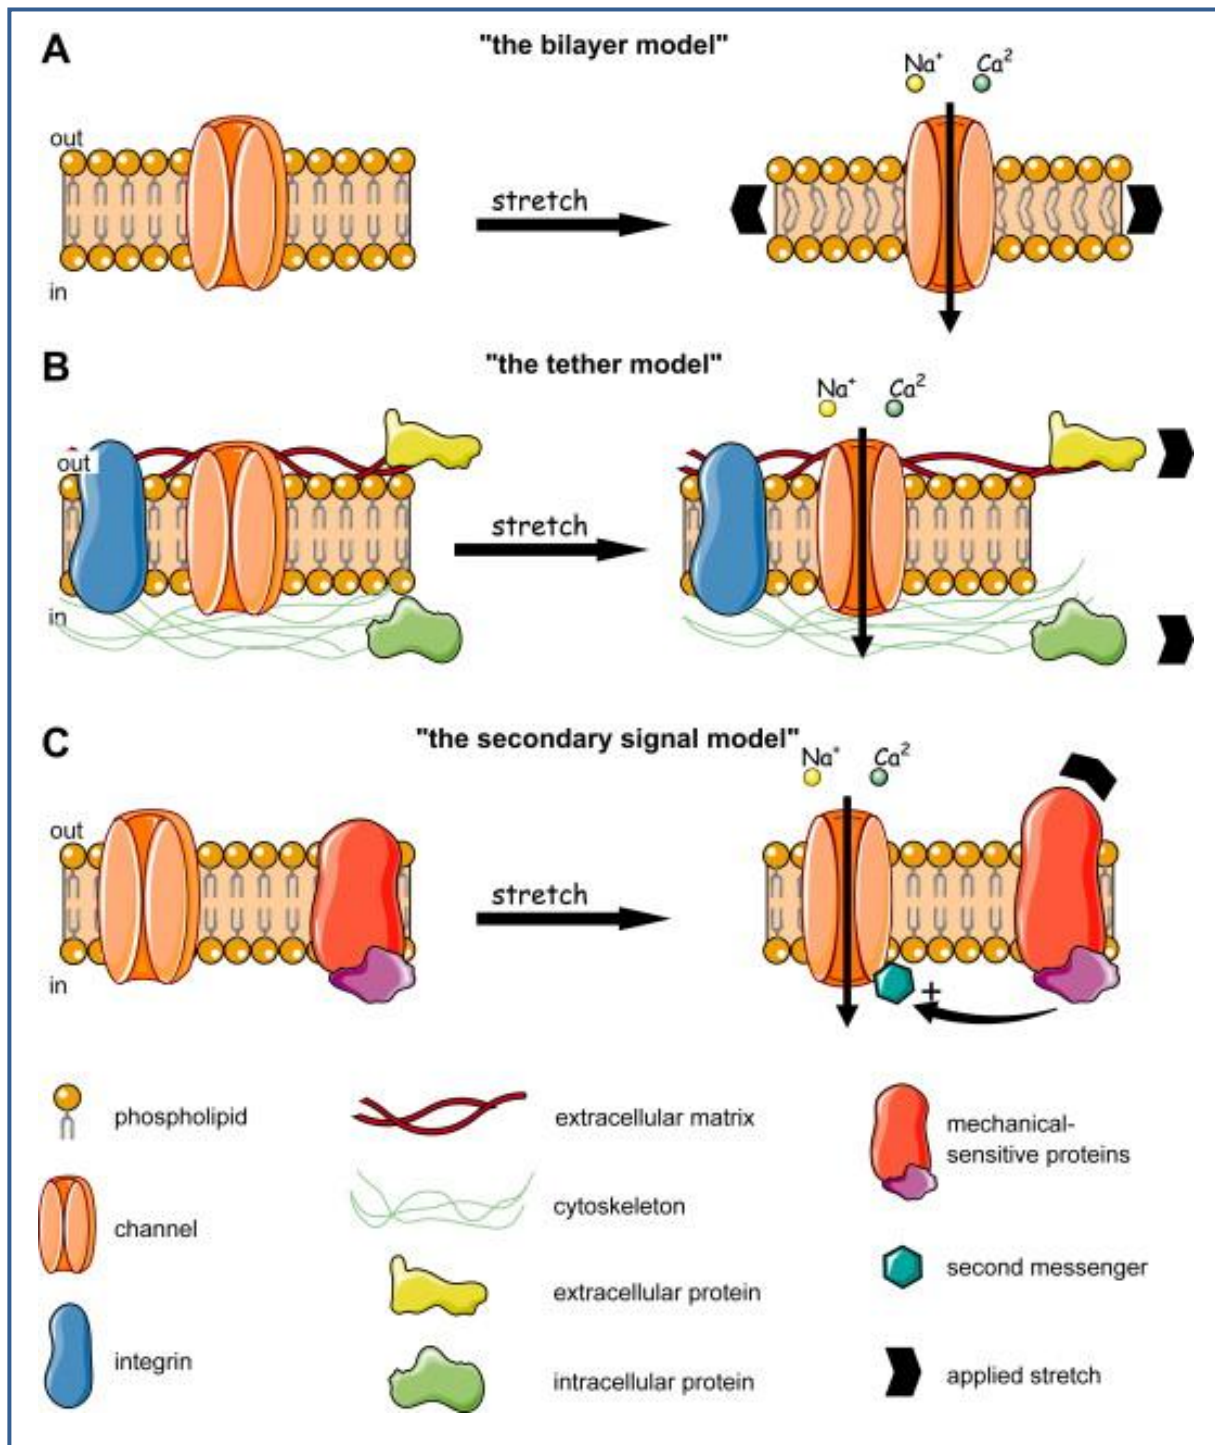 A
"the bilayer model"
Na⁺ Ca²
out
stretch
in
B
"the tether model"
Na⁺ Ca²
out
stretch
in
C
"the secondary signal model"
Na⁺ Ca²
out
stretch
in
phospholipid
extracellular matrix
mechanical-
sensitive proteins
channel
cytoskeleton
second messenger
extracellular protein
integrin
intracellular protein
applied stretch